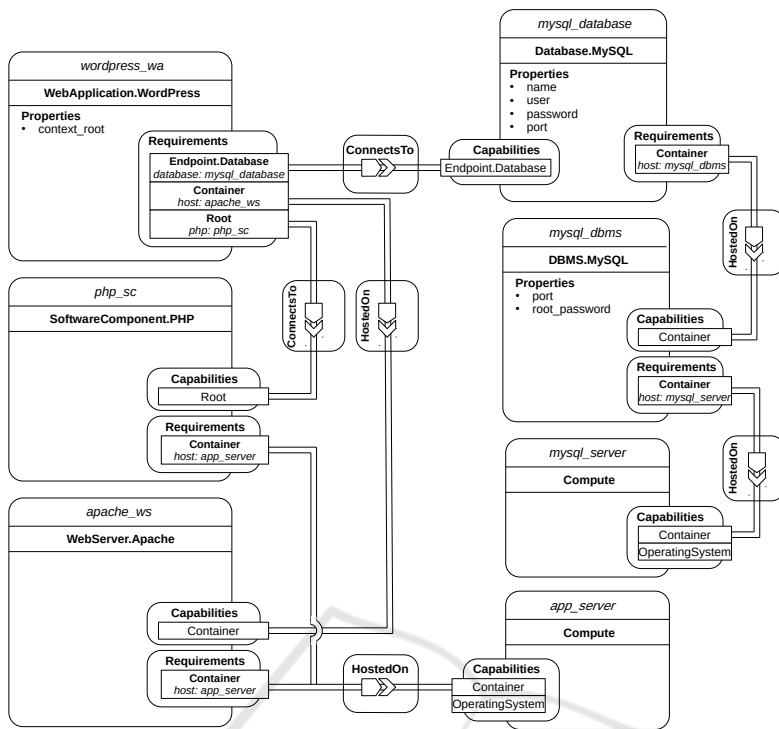 wordpress_wa
WebApplication.WordPress
Properties
• context_root
Requirements
Endpoint.Database
database: mysql_database
Container
host: apache_ws
Root
php: php_sc
ConnectsTo
mysql_database
Database.MySQL
Properties
• name
• user
• password
• port
Capabilities
Endpoint.Database
Requirements
Container
host: mysql_dbms
HostedOn
mysql_dbms
DBMS.MySQL
Properties
• port
• root_password
Capabilities
Container
Requirements
Container
host: mysql_server
HostedOn
php_sc
SoftwareComponent.PHP
Capabilities
Root
Requirements
Container
host: app_server
ConnectsTo
HostedOn
mysql_server
Compute
Capabilities
Container
OperatingSystem
apache_ws
WebServer.Apache
Capabilities
Container
Requirements
Container
host: app_server
HostedOn
app_server
Compute
Capabilities
Container
OperatingSystem